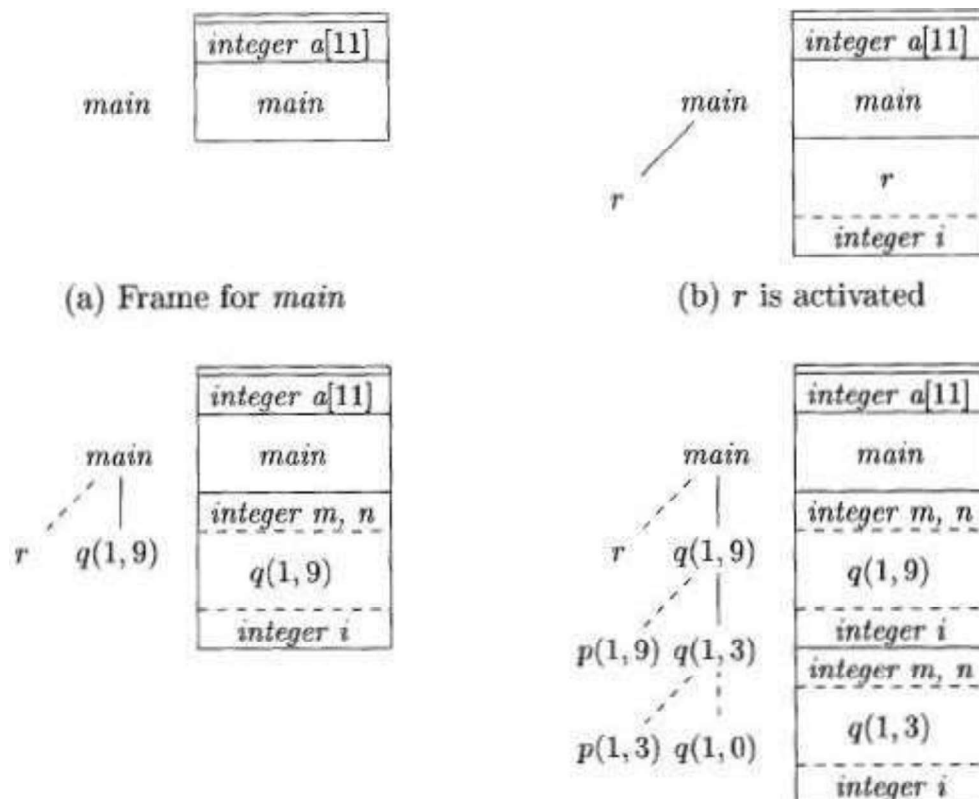 integer a[11]
main
main
(a) Frame for main
integer a[11]
main
main
r
r
integer i
(b) r is activated
integer a[11]
main
main
integer m, n
r
q(1,9)
q(1,9)
integer i
integer a[11]
main
main
integer m, n
r
q(1,9)
q(1,9)
integer i
p(1,9) q(1,3)
integer m, n
q(1,3)
p(1,3) q(1,0)
integer i